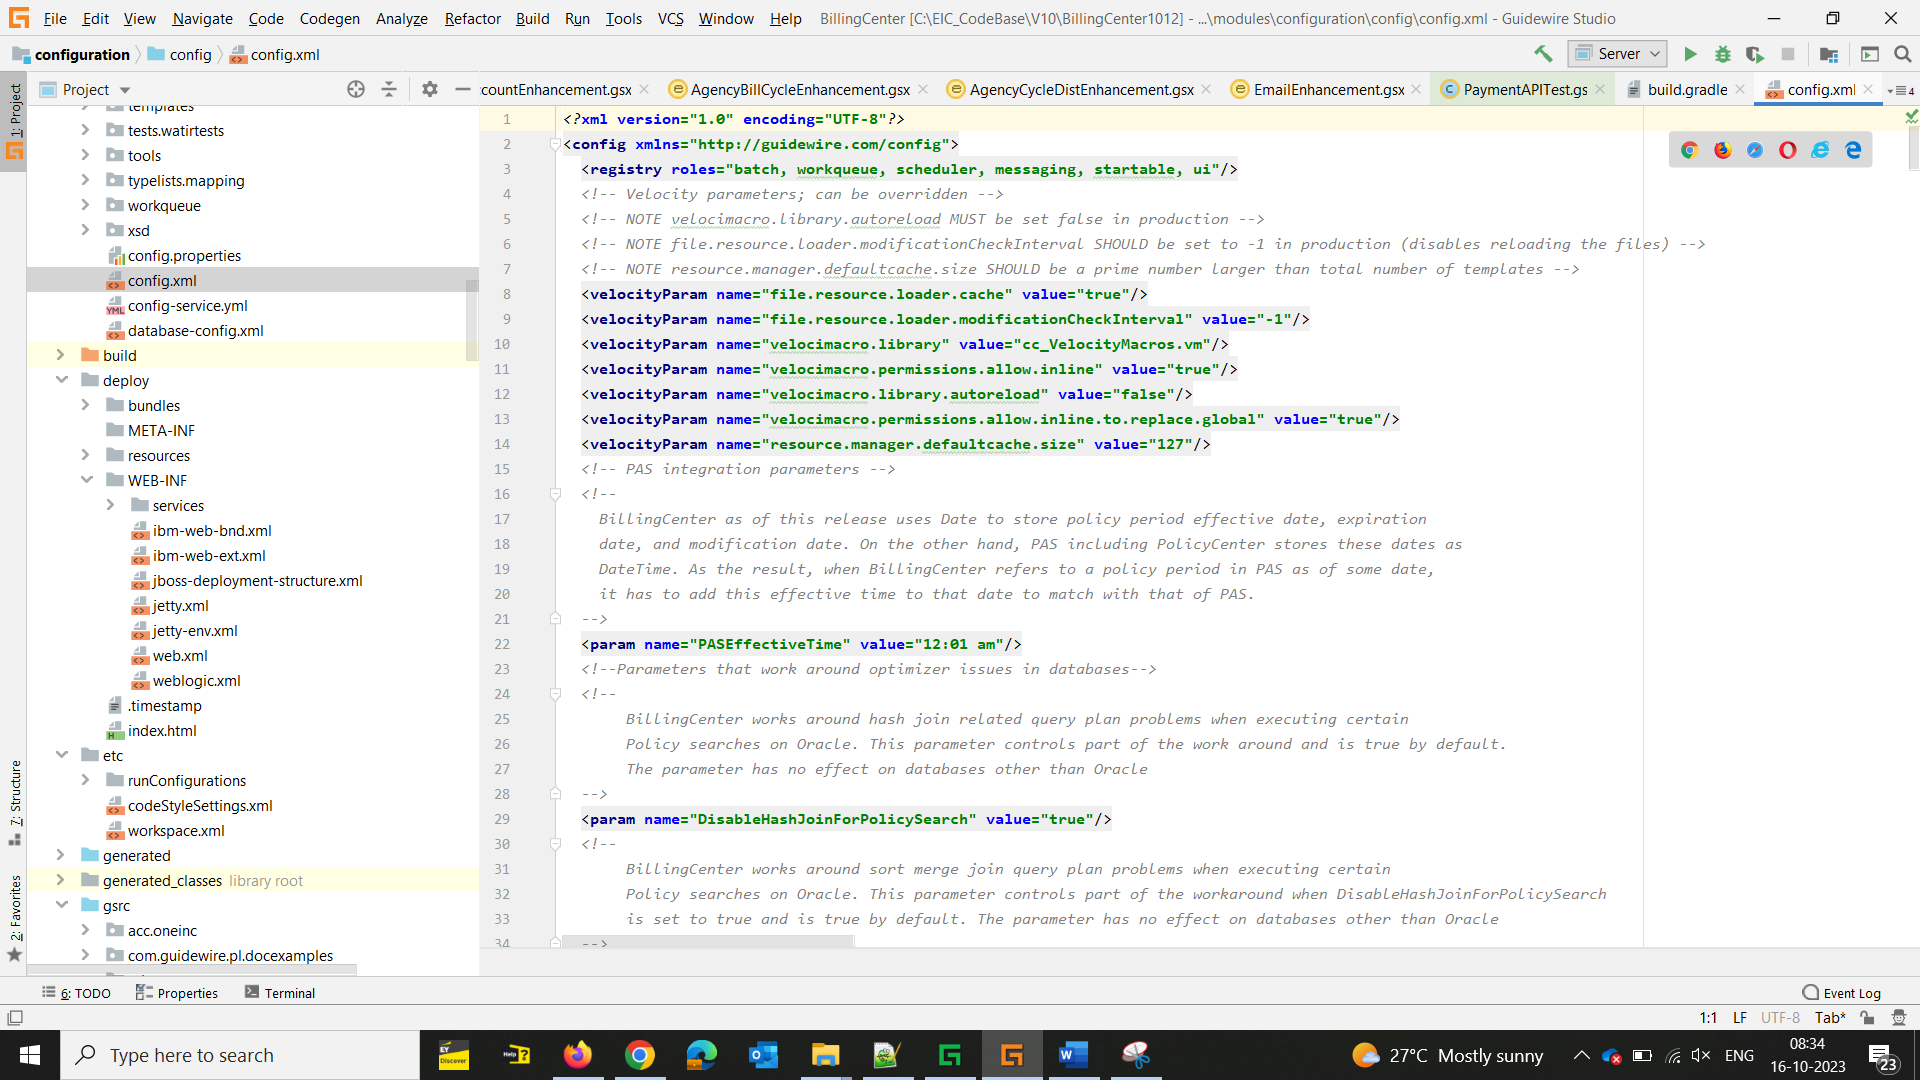 File Edit View Navigate Code Codegen Analyze Refactor Build Run Tools VCS Window Help BillingCenter [C:\EIC_CodeBase\V10\BillingCenter1012] - ...\modules\configuration\config\config.xml - Guidewire Studio
configuration config config.xml Server
Project countEnhancement.gsx AgencyBillCycleEnhancement.gsx AgencyCycleDistEnhancement.gsx EmailEnhancement.gsx PaymentAPITest.gs build.gradle config.xml 4
1: Project
7: Structure
2: Favorites
templates
tests.watirtests
tools
typelists.mapping
workqueue
xsd
config.properties
config.xml
config-service.yml
database-config.xml
build
deploy
bundles
META-INF
resources
WEB-INF
services
ibm-web-bnd.xml
ibm-web-ext.xml
jboss-deployment-structure.xml
jetty.xml
jetty-env.xml
web.xml
weblogic.xml
.timestamp
index.html
etc
runConfigurations
codeStyleSettings.xml
workspace.xml
generated
generated_classes library root
gsrc
acc.oneinc
com.guidewire.pl.docexamples
1 <?xml version="1.0" encoding="UTF-8"?>
2 <config xmlns="http://guidewire.com/config">
3 <registry roles="batch, workqueue, scheduler, messaging, startable, ui"/>
4 <!-- Velocity parameters; can be overridden -->
5 <!-- NOTE velocimacro.library.autoreload MUST be set false in production -->
6 <!-- NOTE file.resource.loader.modificationCheckInterval SHOULD be set to -1 in production (disables reloading the files) -->
7 <!-- NOTE resource.manager.defaultcache.size SHOULD be a prime number larger than total number of templates -->
8 <velocityParam name="file.resource.loader.cache" value="true"/>
9 <velocityParam name="file.resource.loader.modificationCheckInterval" value="-1"/>
10 <velocityParam name="velocimacro.library" value="cc_VelocityMacros.vm"/>
11 <velocityParam name="velocimacro.permissions.allow.inline" value="true"/>
12 <velocityParam name="velocimacro.library.autoreload" value="false"/>
13 <velocityParam name="velocimacro.permissions.allow.inline.to.replace.global" value="true"/>
14 <velocityParam name="resource.manager.defaultcache.size" value="127"/>
15 <!-- PAS integration parameters -->
16 <!--
17 BillingCenter as of this release uses Date to store policy period effective date, expiration
18 date, and modification date. On the other hand, PAS including PolicyCenter stores these dates as
19 DateTime. As the result, when BillingCenter refers to a policy period in PAS as of some date,
20 it has to add this effective time to that date to match with that of PAS.
21 -->
22 <param name="PASEffectiveTime" value="12:01 am"/>
23 <!--Parameters that work around optimizer issues in databases-->
24 <!--
25 BillingCenter works around hash join related query plan problems when executing certain
26 Policy searches on Oracle. This parameter controls part of the work around and is true by default.
27 The parameter has no effect on databases other than Oracle
28 -->
29 <param name="DisableHashJoinForPolicySearch" value="true"/>
30 <!--
31 BillingCenter works around sort merge join query plan problems when executing certain
32 Policy searches on Oracle. This parameter controls part of the workaround when DisableHashJoinForPolicySearch
33 is set to true and is true by default. The parameter has no effect on databases other than Oracle
34 -->
6: TODO Properties Terminal Event Log
1:1 LF UTF-8 Tab*
Type here to search EY Discover Help ? 27°C Mostly sunny ENG 08:34
16-10-2023 23